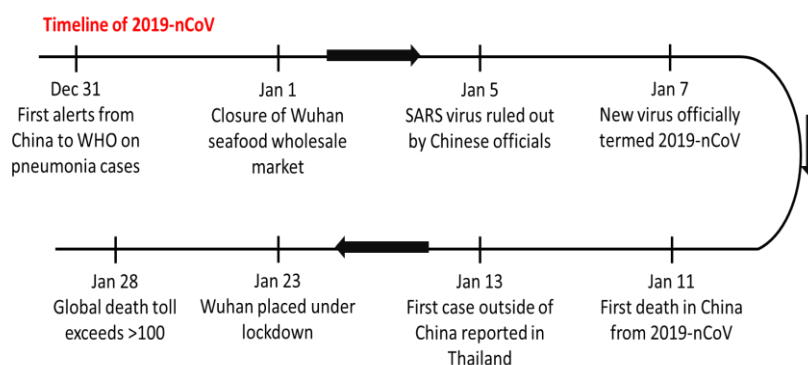 Timeline of 2019-nCoV
Dec 31
First alerts from
China to WHO on
pneumonia cases
Jan 1
Closure of Wuhan
seafood wholesale
market
Jan 5
SARS virus ruled out
by Chinese officials
Jan 7
New virus officially
termed 2019-nCoV
Jan 11
First death in China
from 2019-nCoV
Jan 13
First case outside of
China reported in
Thailand
Jan 23
Wuhan placed under
lockdown
Jan 28
Global death toll
exceeds >100